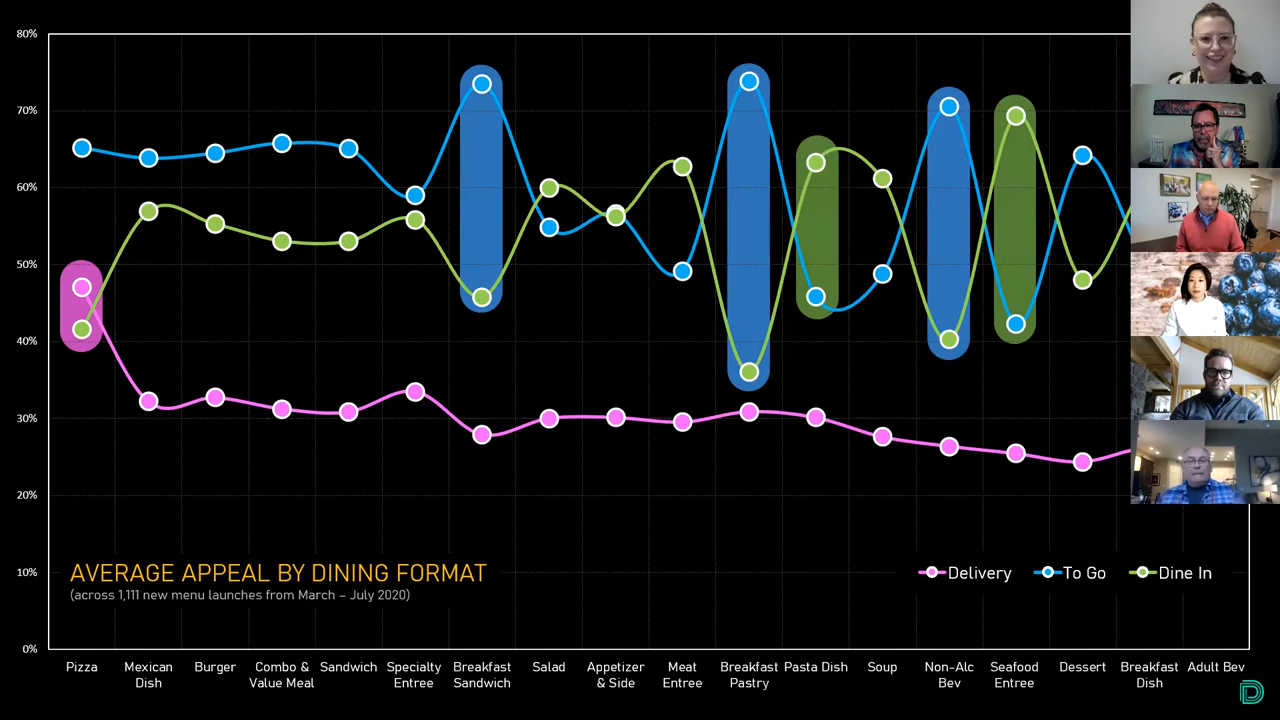 80%
70%
60%
50%
40%
30%
20%
10%
0%
AVERAGE APPEAL BY DINING FORMAT
(across 1,111 new menu launches from March – July 2020)
Delivery To Go Dine In
Pizza
Mexican
Dish
Burger
Combo &
Value Meal
Sandwich
Specialty
Entree
Breakfast
Sandwich
Salad
Appetizer
& Side
Meat
Entree
Breakfast
Pastry
Pasta Dish
Soup
Non-Alc
Bev
Seafood
Entree
Dessert
Breakfast
Dish
Adult Bev